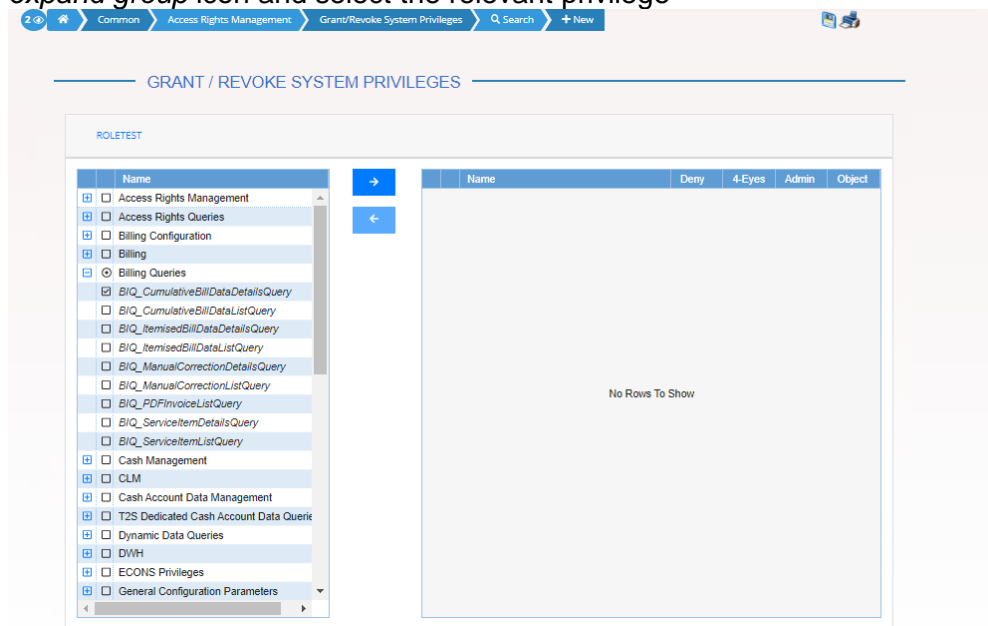 expand group icon and select the relevant privilege
2 Common Access Rights Management Grant/Revoke System Privileges Search + New
GRANT / REVOKE SYSTEM PRIVILEGES
ROLETEST
Name
Access Rights Management
Access Rights Queries
Billing Configuration
Billing
Billing Queries
BIQ_CumulativeBillDataDetailsQuery
BIQ_CumulativeBillDataListQuery
BIQ_ItemisedBillDataDetailsQuery
BIQ_ItemisedBillDataListQuery
BIQ_ManualCorrectionDetailsQuery
BIQ_ManualCorrectionListQuery
BIQ_PDFInvoiceListQuery
BIQ_ServiceItemDetailsQuery
BIQ_ServiceItemListQuery
Cash Management
CLM
Cash Account Data Management
T2S Dedicated Cash Account Data Querie
Dynamic Data Queries
DWH
ECONS Privileges
General Configuration Parameters
Name Deny 4-Eyes Admin Object
No Rows To Show